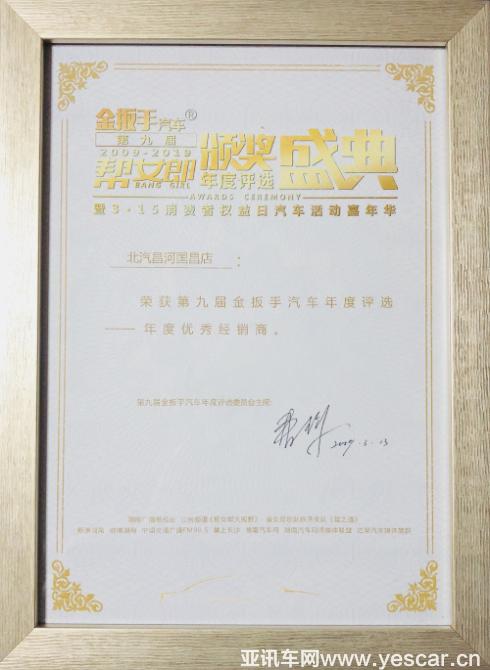 金扳手汽车®
第九届
2009-2019
帮女郎
BANG GIRL
颁奖盛典
年度评选
AWARDS CEREMONY
暨3·15消费者权益日汽车活动嘉年华
北汽昌河国昌店：
荣获第九届金扳手汽车年度评选
——年度优秀经销商。
第九届金扳手汽车年度评选委员会主席：
2019.3.13
亚讯车网www.yescar.cn